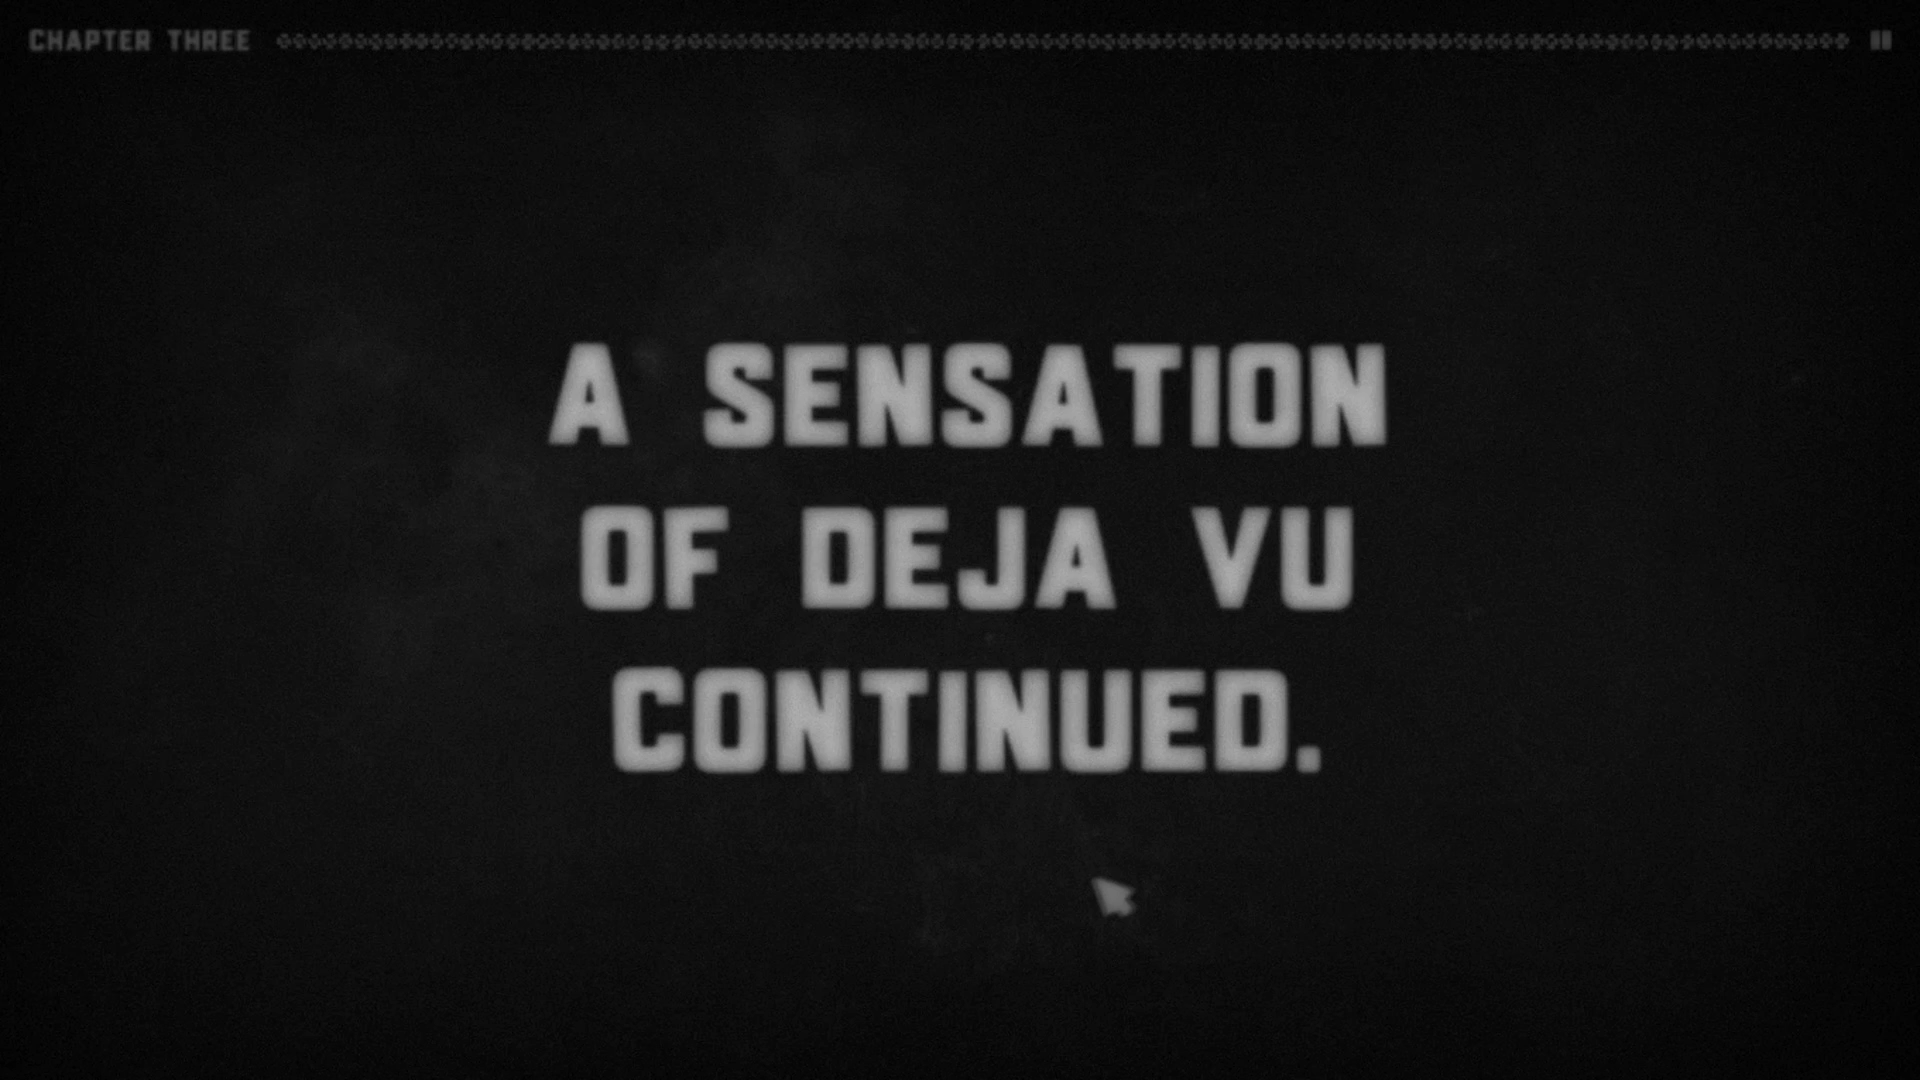 CHAPTER THREE
A SENSATION
OF DEJA VU
CONTINUED.